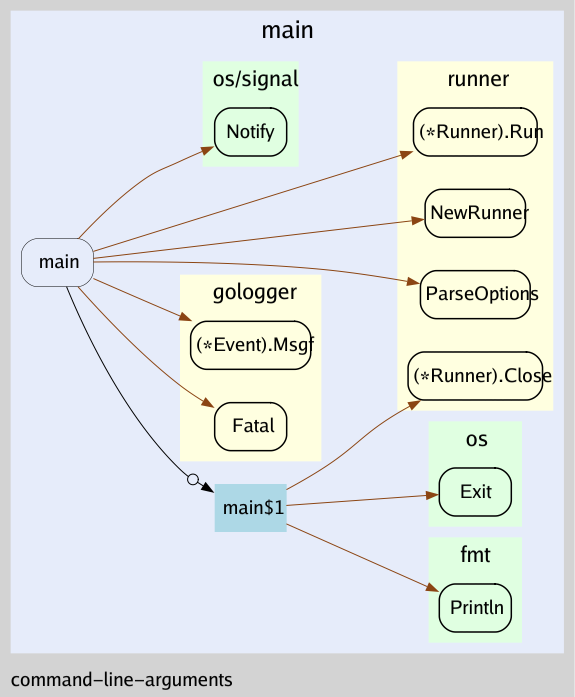 main
os/signal
Notify
runner
(*Runner).Run
NewRunner
ParseOptions
(*Runner).Close
main
gologger
(*Event).Msgf
Fatal
main$1
os
Exit
fmt
Println
command-line-arguments